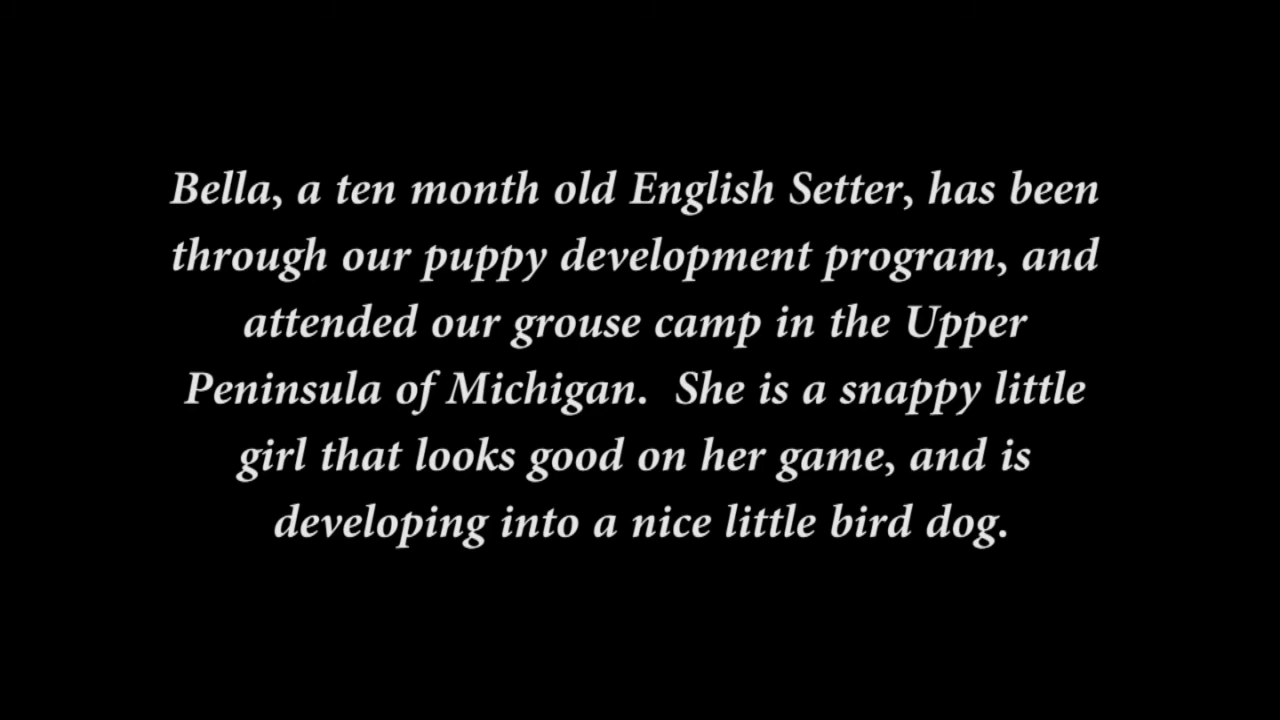 Bella, a ten month old English Setter, has been
through our puppy development program, and
attended our grouse camp in the Upper
Peninsula of Michigan.  She is a snappy little
girl that looks good on her game, and is
developing into a nice little bird dog.